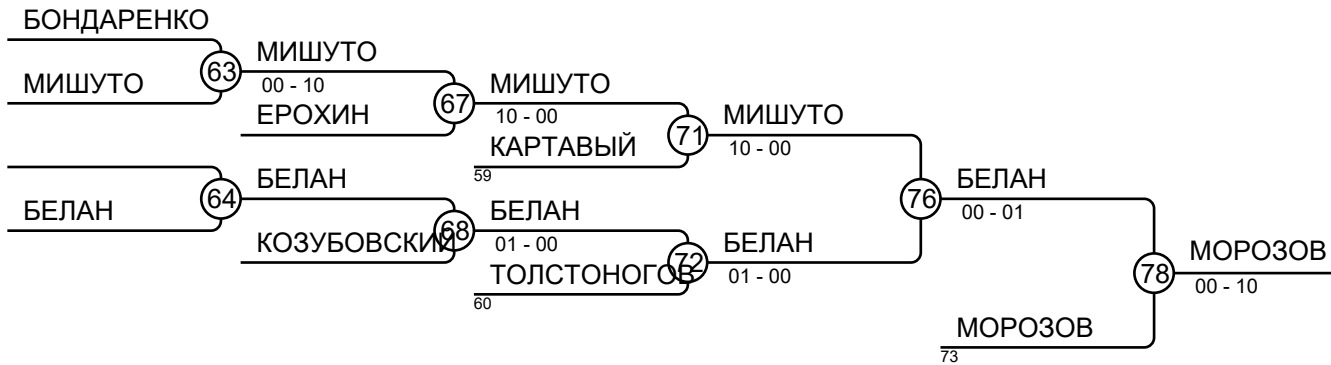 БОНДАРЕНКО
МИШУТО
63
МИШУТО
00 - 10
ЕРОХИН
67
МИШУТО
10 - 00
КАРТАВЫЙ
59
71
МИШУТО
10 - 00
БЕЛАН
64
БЕЛАН
КОЗУБОВСКИЙ
68
БЕЛАН
01 - 00
ТОЛСТОНОГОВ
60
72
БЕЛАН
01 - 00
76
БЕЛАН
00 - 01
МОРОЗОВ
73
78
МОРОЗОВ
00 - 10